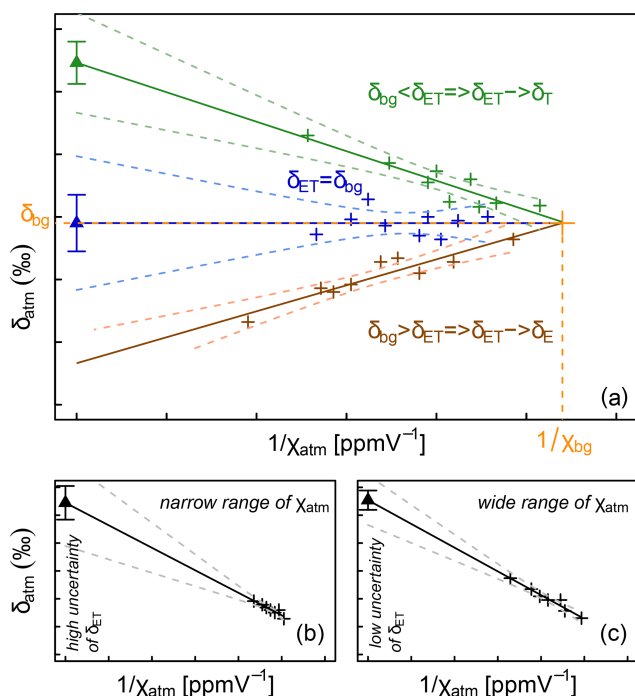 δbg<δET=>δET−>δT
δET=δbg
δbg
δatm (‰)
δbg>δET=>δET−>δE
(a)
1/χatm [ppmV−1]
1/χbg
narrow range of χatm
wide range of χatm
δatm (‰)
high uncertainty
of δET
(b)
low uncertainty
of δET
(c)
1/χatm [ppmV−1]
1/χatm [ppmV−1]